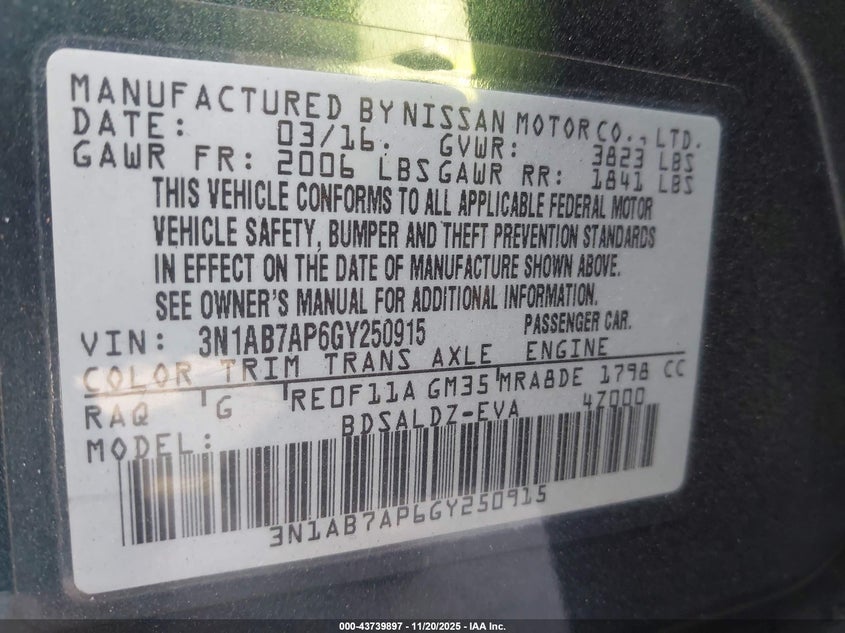 MANUFACTURED BY NISSAN MOTOR CO., LTD.
DATE: 03/16. GVWR: 3823 LBS
GAWR FR: 2006 LBS GAWR RR: 1841 LBS
THIS VEHICLE CONFORMS TO ALL APPLICABLE FEDERAL MOTOR
VEHICLE SAFETY, BUMPER AND THEFT PREVENTION STANDARDS
IN EFFECT ON THE DATE OF MANUFACTURE SHOWN ABOVE.
SEE OWNER'S MANUAL FOR ADDITIONAL INFORMATION.
VIN: 3N1AB7AP6GY250915 PASSENGER CAR.
COLOR TRIM TRANS AXLE ENGINE
RAQ G RE0F11A GM35 MRA8DE 1798 CC
MODEL: BDSALDZ-EVA 4Z000
3N1AB7AP6GY250915
000-43739897 - 11/20/2025 - IAA Inc.